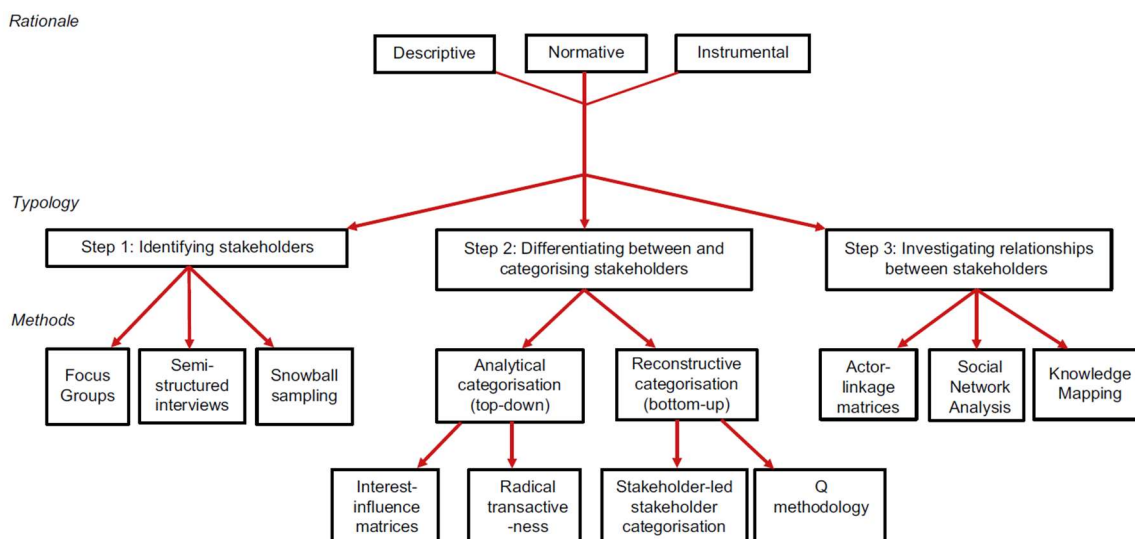 Rationale
Descriptive
Normative
Instrumental
Typology
Step 1: Identifying stakeholders
Step 2: Differentiating between and
categorising stakeholders
Step 3: Investigating relationships
between stakeholders
Methods
Focus
Groups
Semi-
structured
interviews
Snowball
sampling
Analytical
categorisation
(top-down)
Reconstructive
categorisation
(bottom-up)
Actor-
linkage
matrices
Social
Network
Analysis
Knowledge
Mapping
Interest-
influence
matrices
Radical
transactive
-ness
Stakeholder-led
stakeholder
categorisation
Q
methodology